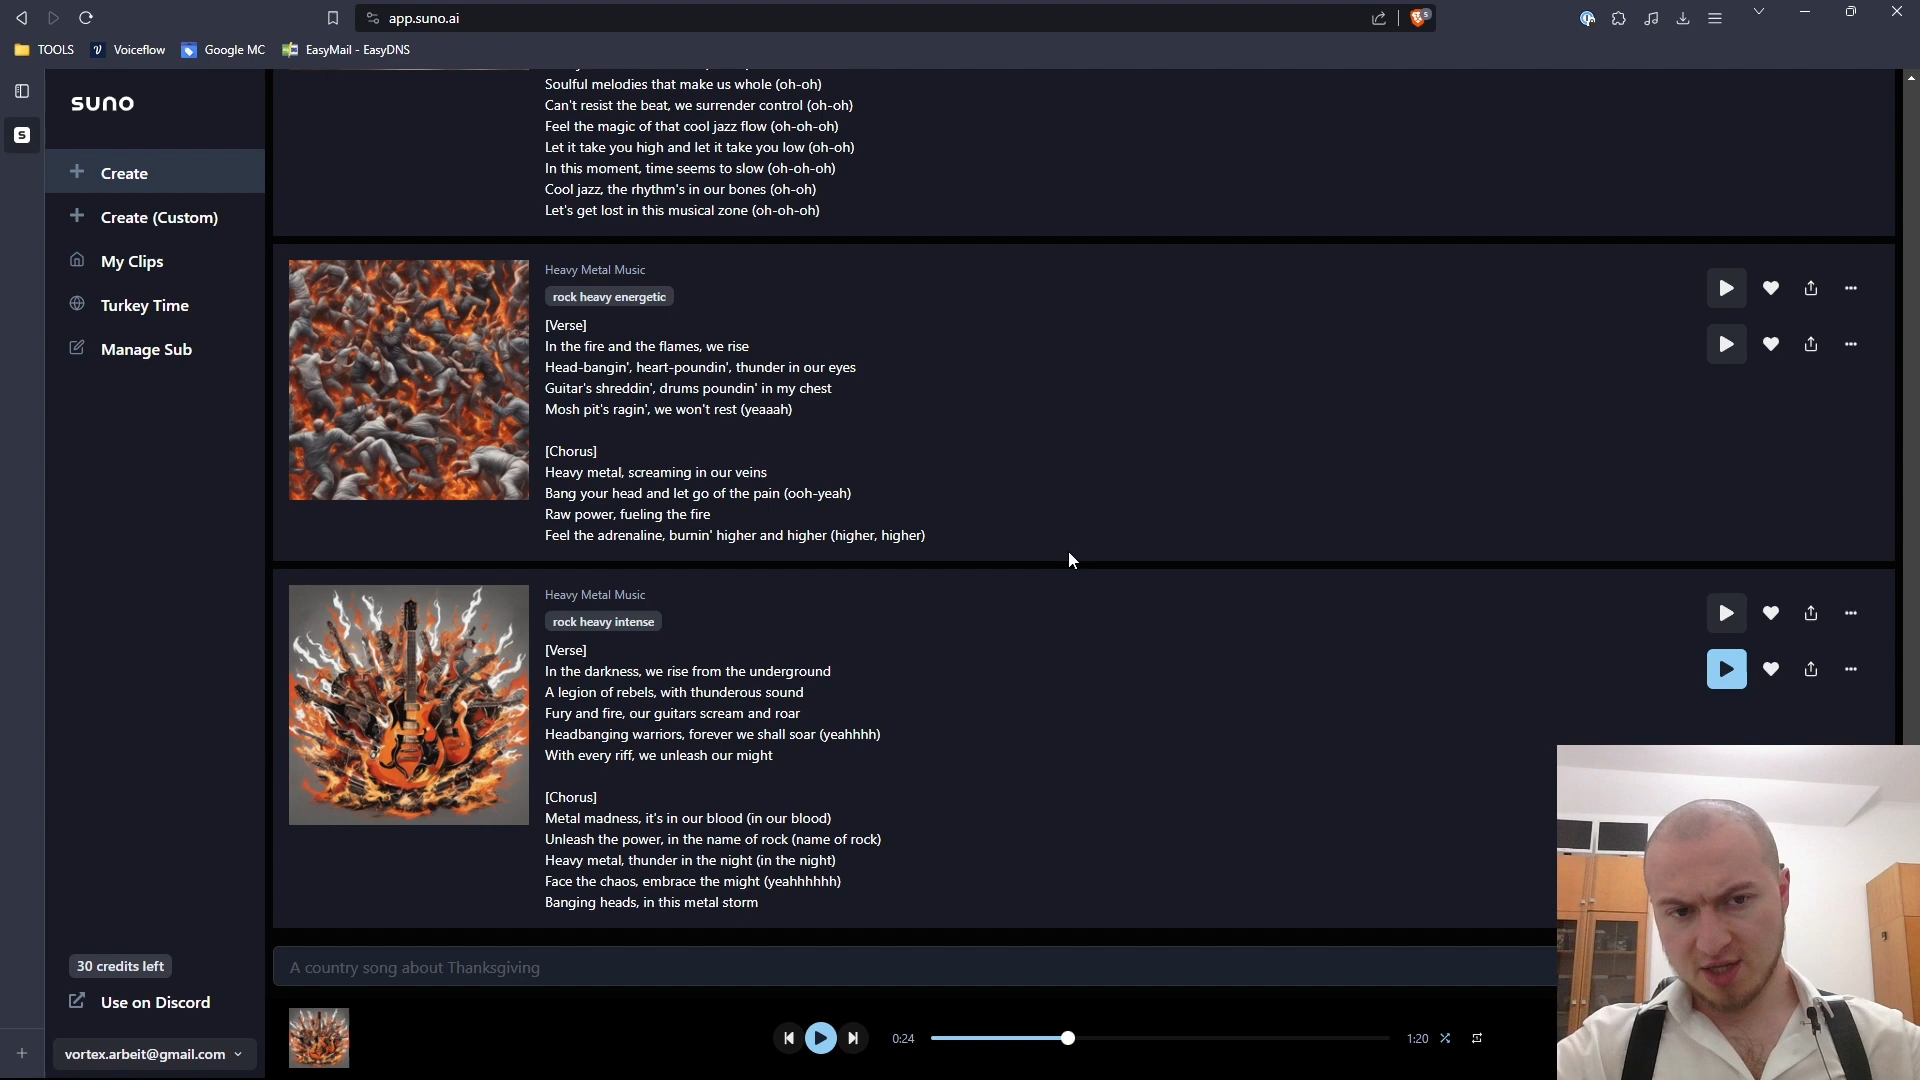 app.suno.ai
5
TOOLS
Voiceflow
Google MC
EasyMail - EasyDNS
suno
S
Create
Create (Custom)
My Clips
Turkey Time
Manage Sub
30 credits left
Use on Discord
vortex.arbeit@gmail.com
Soulful melodies that make us whole (oh-oh)
Can't resist the beat, we surrender control (oh-oh)
Feel the magic of that cool jazz flow (oh-oh-oh)
Let it take you high and let it take you low (oh-oh)
In this moment, time seems to slow (oh-oh-oh)
Cool jazz, the rhythm's in our bones (oh-oh)
Let's get lost in this musical zone (oh-oh-oh)
Heavy Metal Music
rock heavy energetic
[Verse]
In the fire and the flames, we rise
Head-bangin', heart-poundin', thunder in our eyes
Guitar's shreddin', drums poundin' in my chest
Mosh pit's ragin', we won't rest (yeaaah)
[Chorus]
Heavy metal, screaming in our veins
Bang your head and let go of the pain (ooh-yeah)
Raw power, fueling the fire
Feel the adrenaline, burnin' higher and higher (higher, higher)
Heavy Metal Music
rock heavy intense
[Verse]
In the darkness, we rise from the underground
A legion of rebels, with thunderous sound
Fury and fire, our guitars scream and roar
Headbanging warriors, forever we shall soar (yeahhhh)
With every riff, we unleash our might
[Chorus]
Metal madness, it's in our blood (in our blood)
Unleash the power, in the name of rock (name of rock)
Heavy metal, thunder in the night (in the night)
Face the chaos, embrace the might (yeahhhhhh)
Banging heads, in this metal storm
A country song about Thanksgiving
0:24
1:20